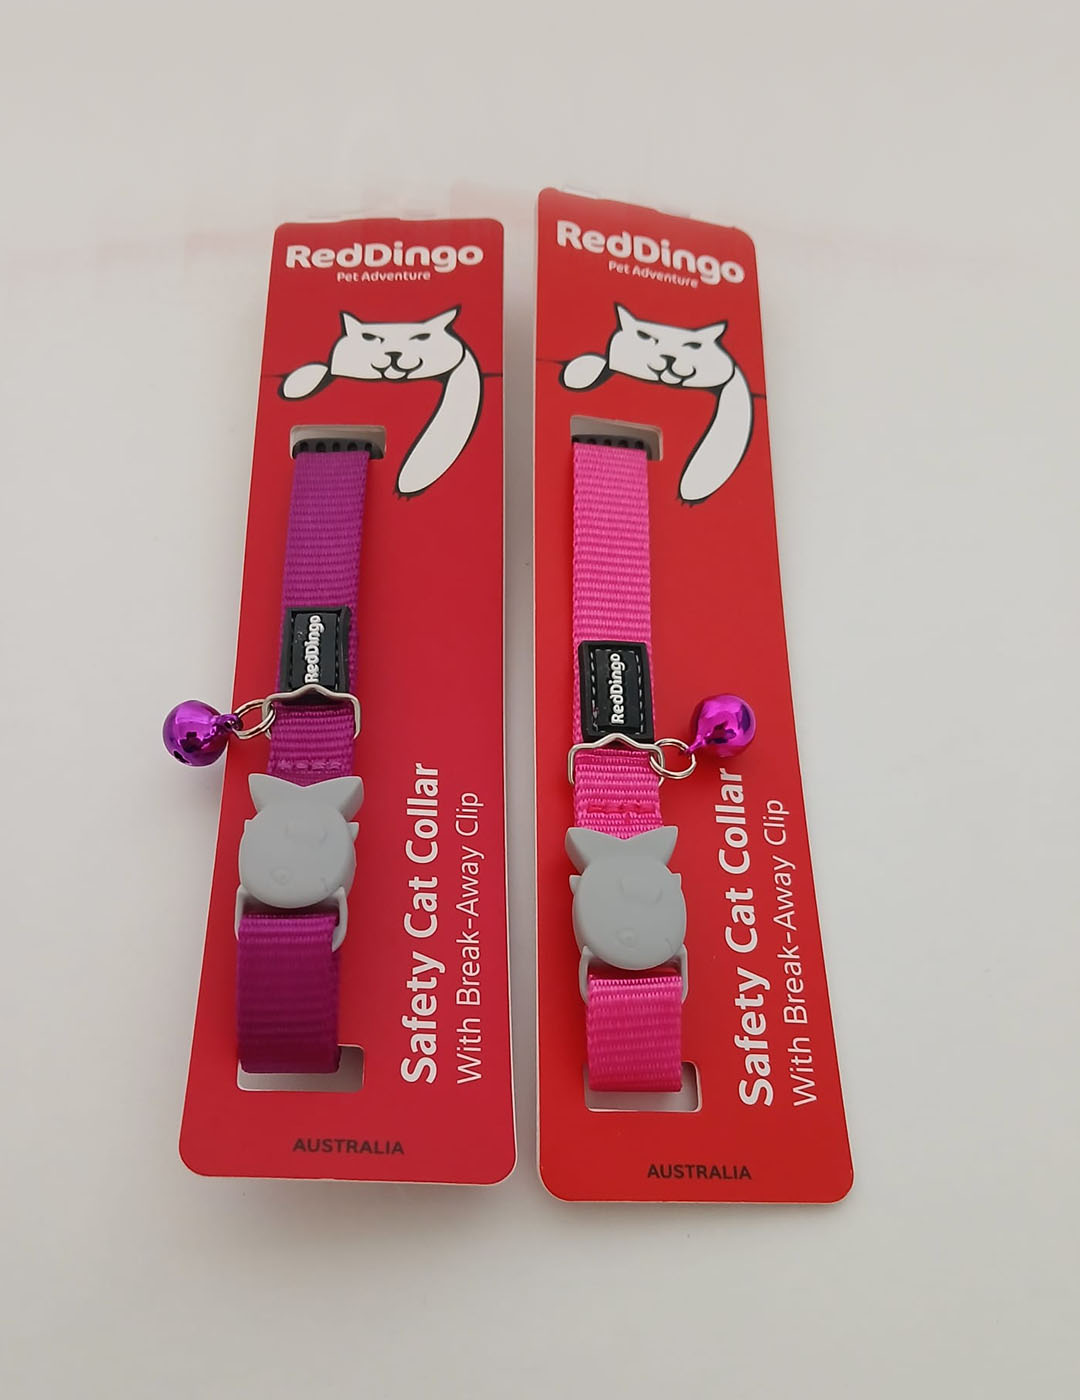 RedDingo
Pet Adventure
RedDingo
Safety Cat Collar
With Break-Away Clip
AUSTRALIA
RedDingo
Pet Adventure
RedDingo
Safety Cat Collar
With Break-Away Clip
AUSTRALIA